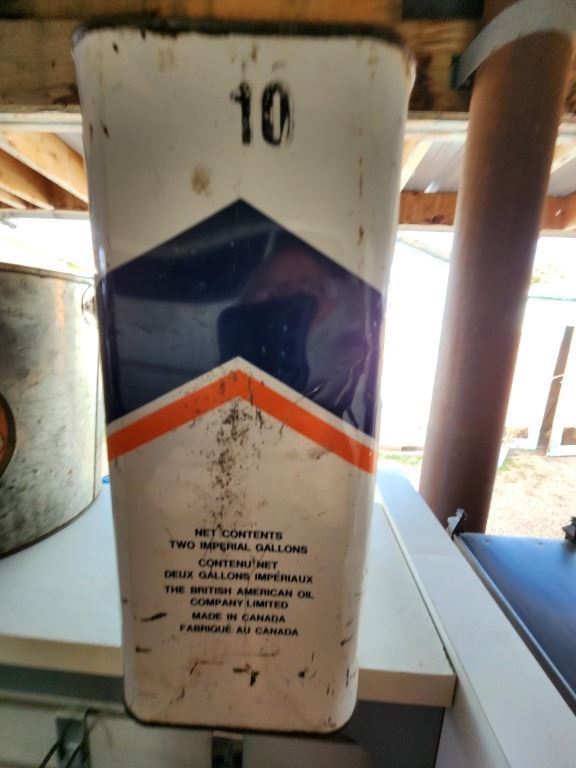 10
NET CONTENTS
TWO IMPERIAL GALLONS
CONTENU NET
DEUX GALLONS IMPÉRIAUX
THE BRITISH AMERICAN OIL
COMPANY LIMITED
MADE IN CANADA
FABRIQUÉ AU CANADA